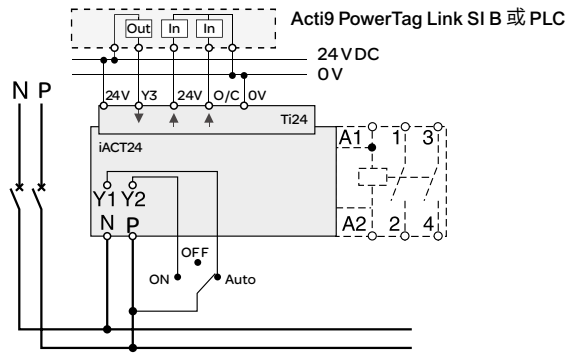 Acti9 PowerTag Link SI B 或 PLC
Out In In
24 V DC
0 V
N P
24V Y3 24V O/C 0V
Ti24
iACT24
A1 1 3
Y1 Y2
N P
A2 2 4
OFF
ON Auto